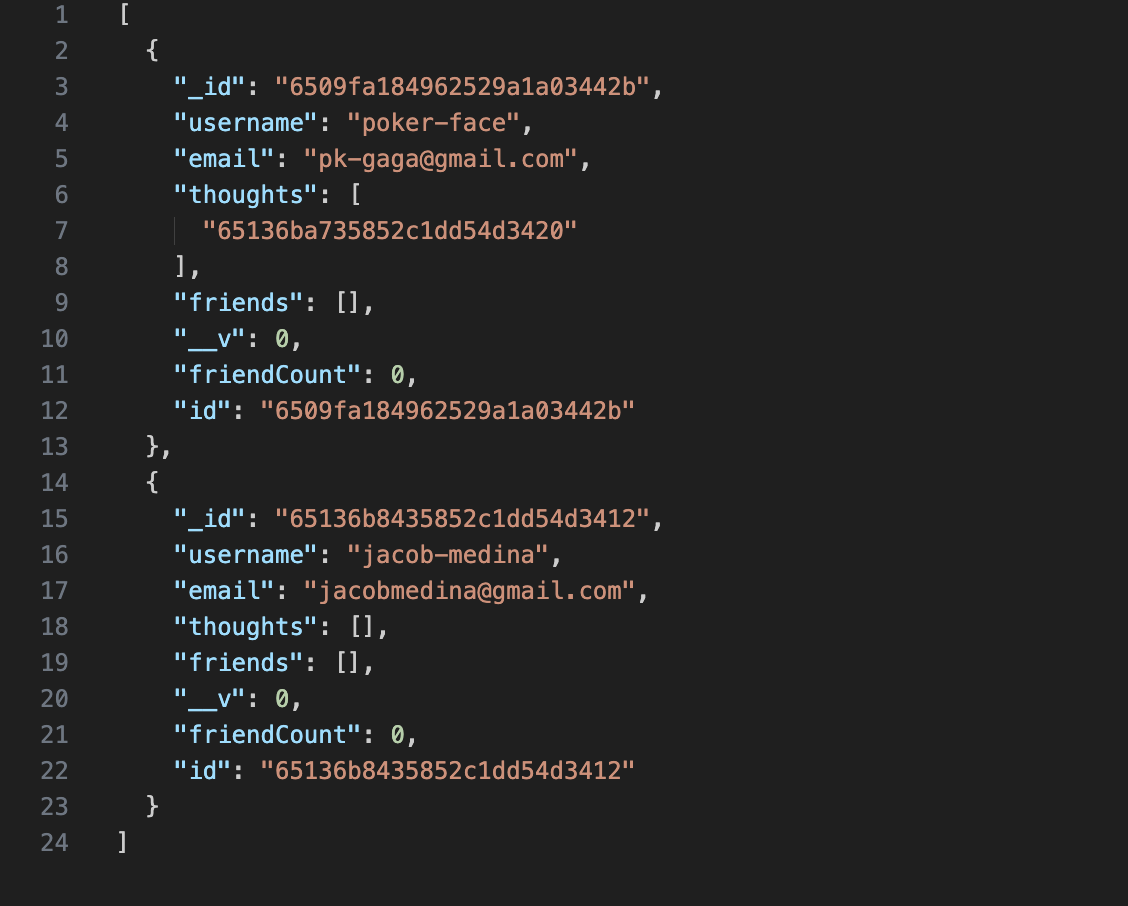 1 [
2 {
3 "_id": "6509fa184962529a1a03442b",
4 "username": "poker-face",
5 "email": "pk-gaga@gmail.com",
6 "thoughts": [
7 "65136ba735852c1dd54d3420"
8 ],
9 "friends": [],
10 "__v": 0,
11 "friendCount": 0,
12 "id": "6509fa184962529a1a03442b"
13 },
14 {
15 "_id": "65136b8435852c1dd54d3412",
16 "username": "jacob-medina",
17 "email": "jacobmedina@gmail.com",
18 "thoughts": [],
19 "friends": [],
20 "__v": 0,
21 "friendCount": 0,
22 "id": "65136b8435852c1dd54d3412"
23 }
24 ]